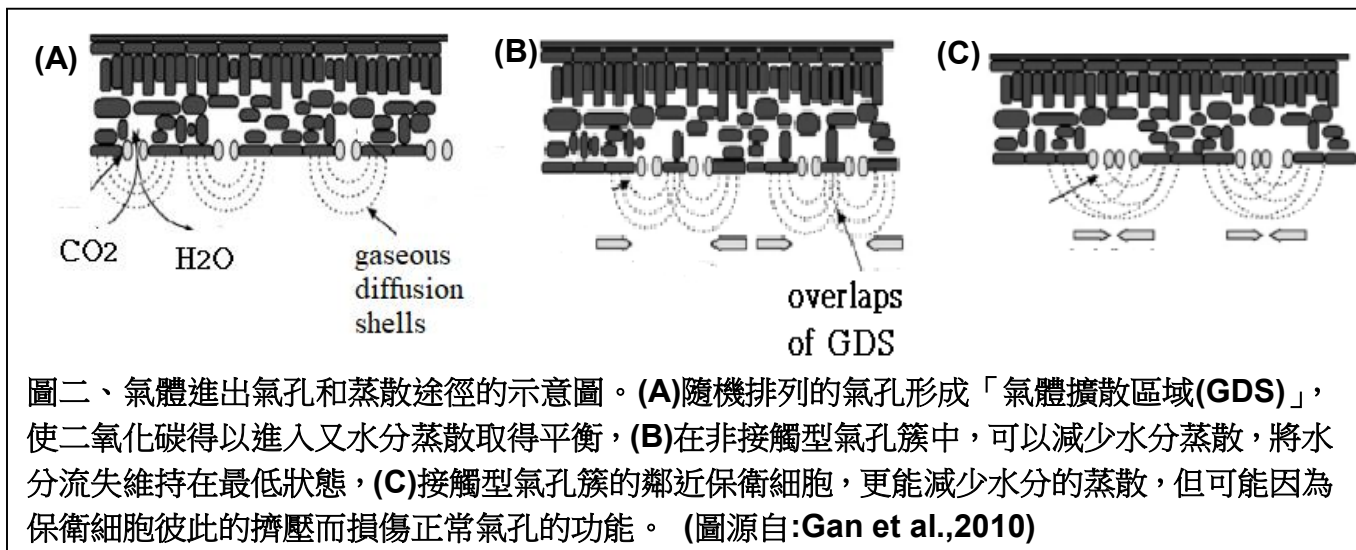 (A)
(B)
(C)
CO2
H2O
gaseous
diffusion
shells
overlaps
of GDS
圖二、氣體進出氣孔和蒸散途徑的示意圖。(A)隨機排列的氣孔形成「氣體擴散區域(GDS)」，
使二氧化碳得以進入又水分蒸散取得平衡，(B)在非接觸型氣孔簇中，可以減少水分蒸散，將水
分流失維持在最低狀態，(C)接觸型氣孔簇的鄰近保衛細胞，更能減少水分的蒸散，但可能因為
保衛細胞彼此的擠壓而損傷正常氣孔的功能。 (圖源自:Gan et al.,2010)